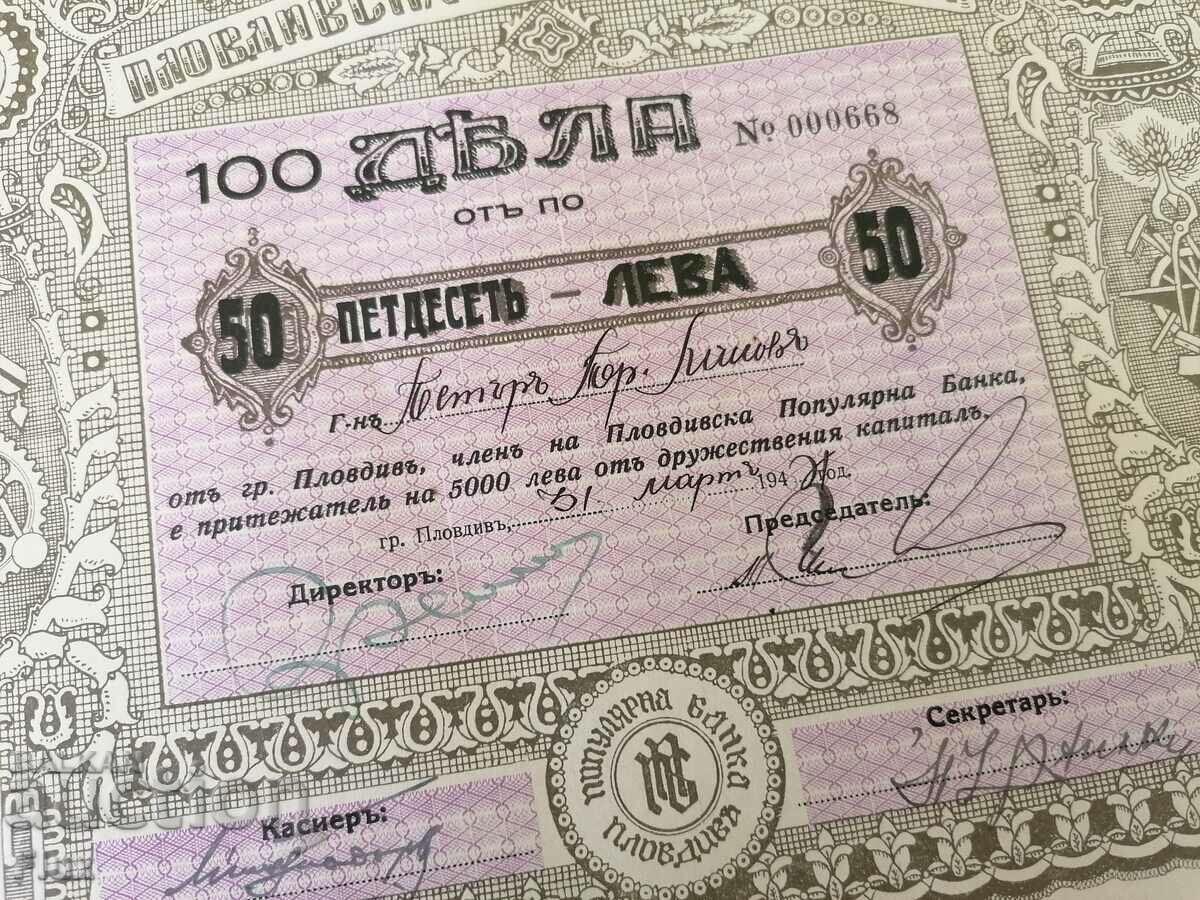 ПЛОВДИВСКА
100 ДѢЛА № 000668
отъ по
50 ПЕТДЕСЕТЬ – ЛЕВА 50
Г-нъ Петъръ
отъ гр. Пловдивъ, членъ на Пловдивска Популярна Банка,
е притежатель на 5000 лева отъ дружествения капиталъ.
гр. Пловдивъ, 31 мартъ 194 год.
Директоръ:
Председатель:
Секретарь:
Касиеръ:
ПОПУЛЯРНА БАНКА
ПЛОВДИВЪ